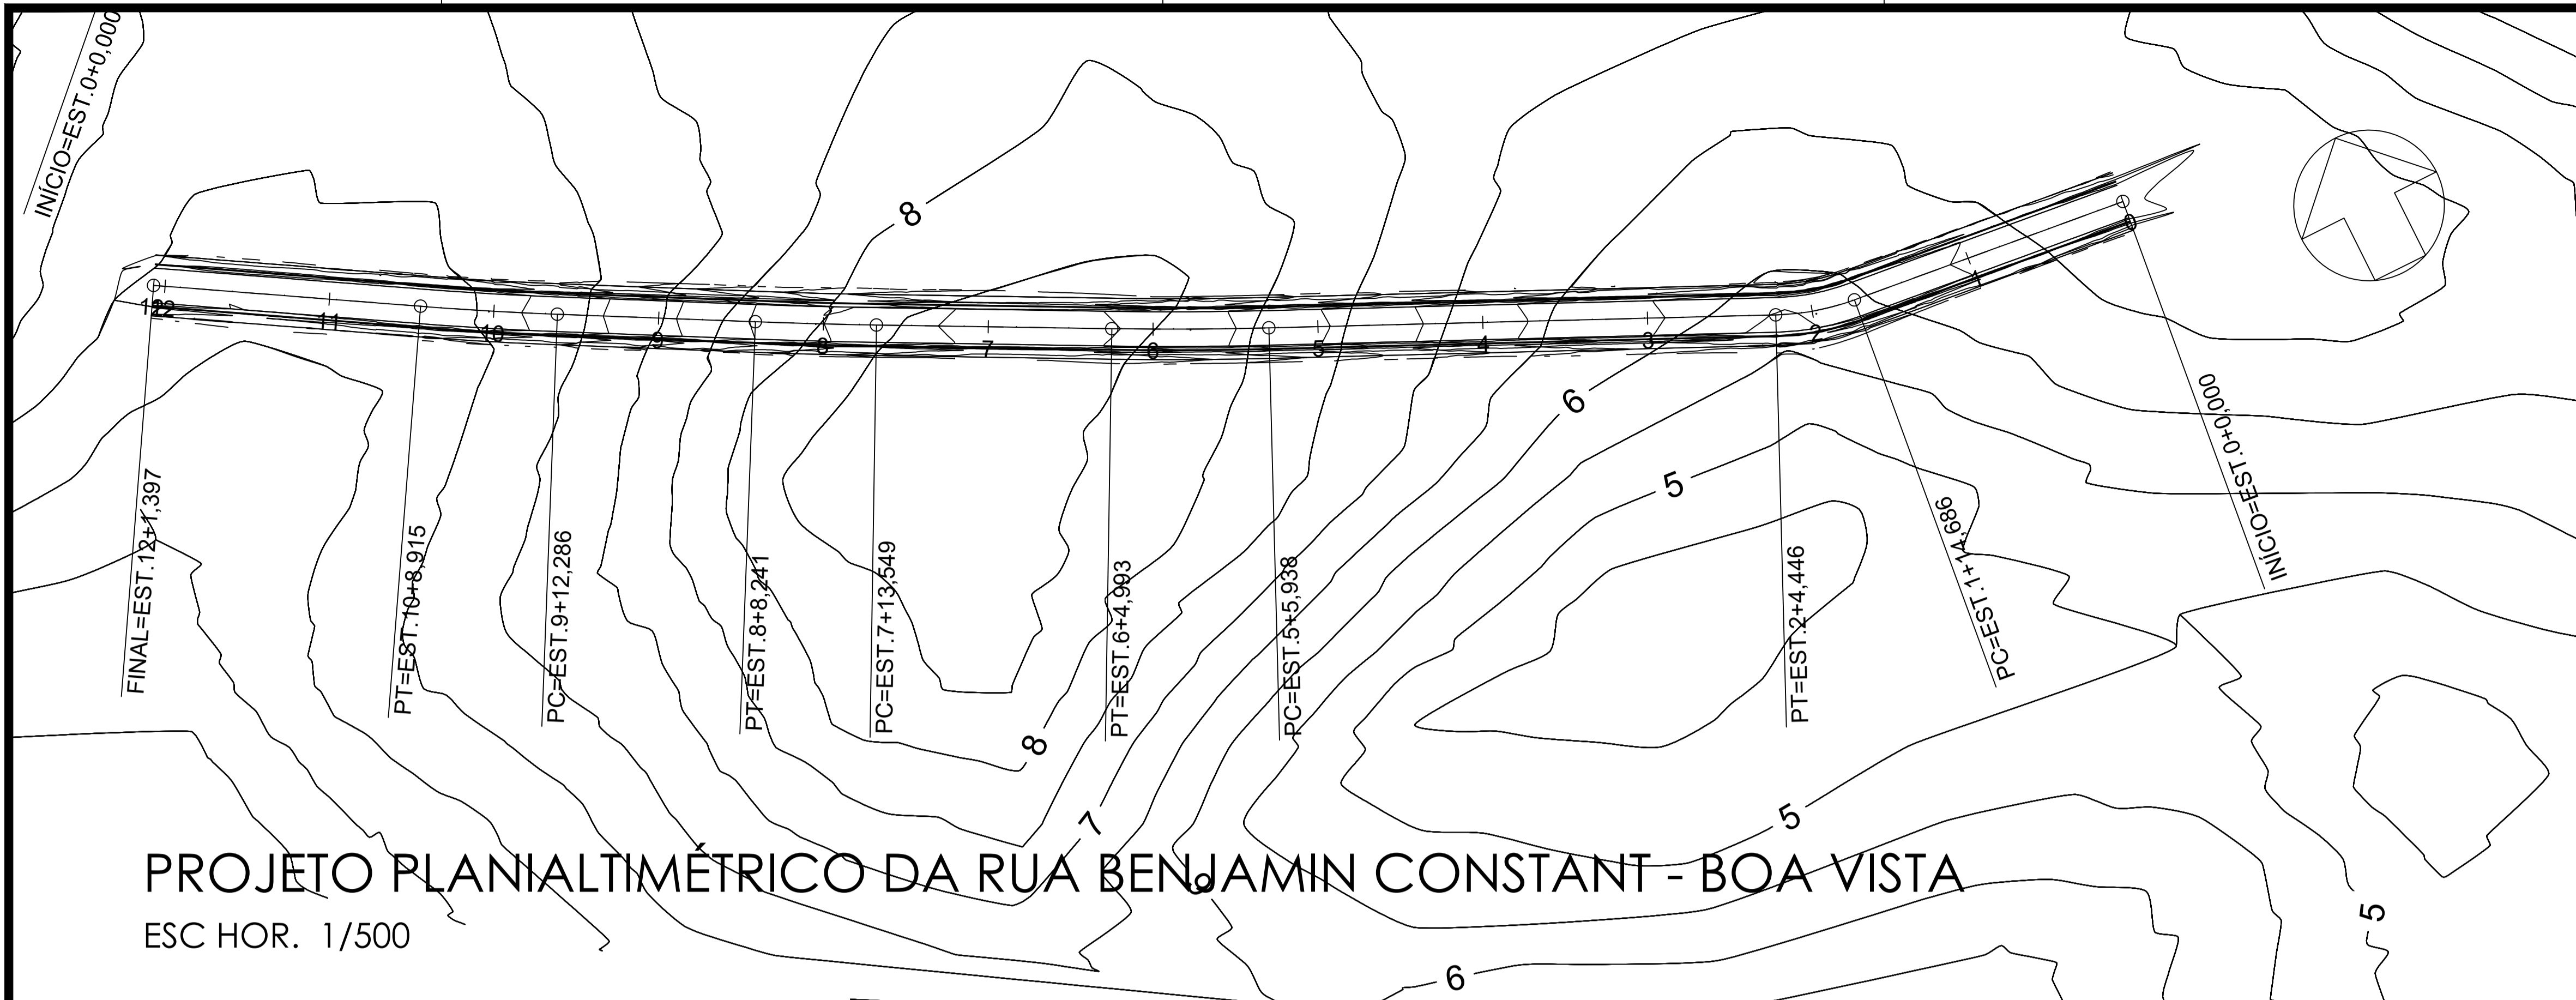 INÍCIO=EST.0+0,000
8
0
1
12
11
10
9
8
7
6
5
4
3
2
6
5
INÍCIO=EST.0+0,000
FINAL=EST.12+1,397
PT=EST.10+8,915
PC=EST.9+12,286
PT=EST.8+8,241
PC=EST.7+13,549
PT=EST.6+4,993
PC=EST.5+5,938
PT=EST.2+4,446
PC=EST.1+14,686
8
7
5
PROJETO PLANIALTIMÉTRICO DA RUA BENJAMIN CONSTANT - BOA VISTA
6
5
ESC HOR. 1/500
6